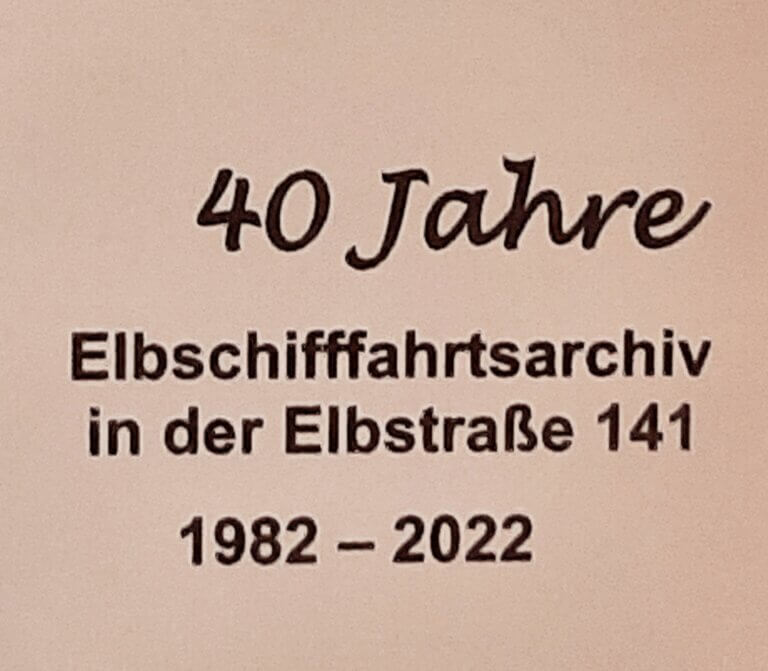 40 Jahre
Elbschifffahrtsarchiv
in der Elbstraße 141
1982 – 2022